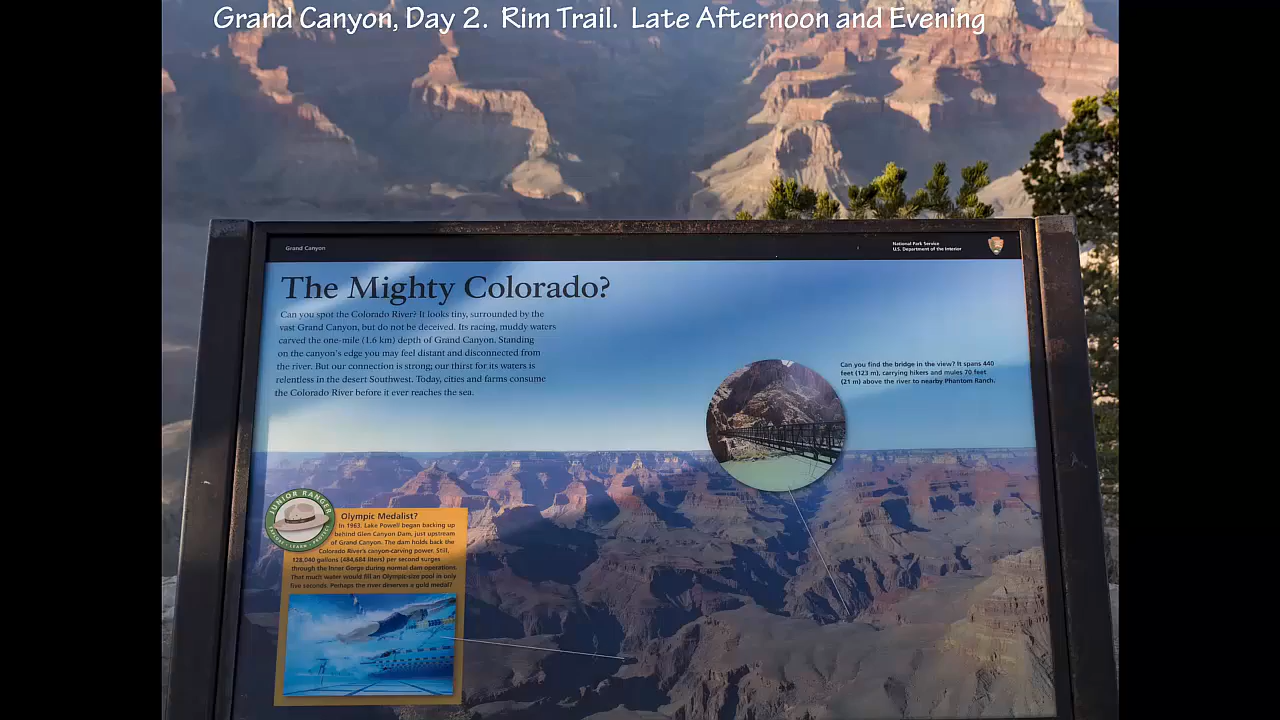 Grand Canyon, Day 2. Rim Trail. Late Afternoon and Evening
Grand Canyon
National Park Service
U.S. Department of the Interior
The Mighty Colorado?
Can you spot the Colorado River? It looks tiny, surrounded by the
vast Grand Canyon, but do not be deceived. Its racing, muddy waters
carved the one-mile (1.6 km) depth of Grand Canyon. Standing
on the canyon's edge you may feel distant and disconnected from
the river. But our connection is strong; our thirst for its waters is
relentless in the desert Southwest. Today, cities and farms consume
the Colorado River before it ever reaches the sea.
Can you find the bridge in the view? It spans 440
feet (123 m), carrying hikers and mules 70 feet
(21 m) above the river to nearby Phantom Ranch.
JUNIOR RANGER
EXPLORE · LEARN · PROTECT
Olympic Medalist?
In 1963, Lake Powell began backing up
behind Glen Canyon Dam, just upstream
of Grand Canyon. The dam holds back the
Colorado River's canyon-carving power. Still,
128,040 gallons (484,684 liters) per second surges
through the Inner Gorge during normal dam operations.
That much water would fill an Olympic-size pool in only
five seconds. Perhaps the river deserves a gold medal?